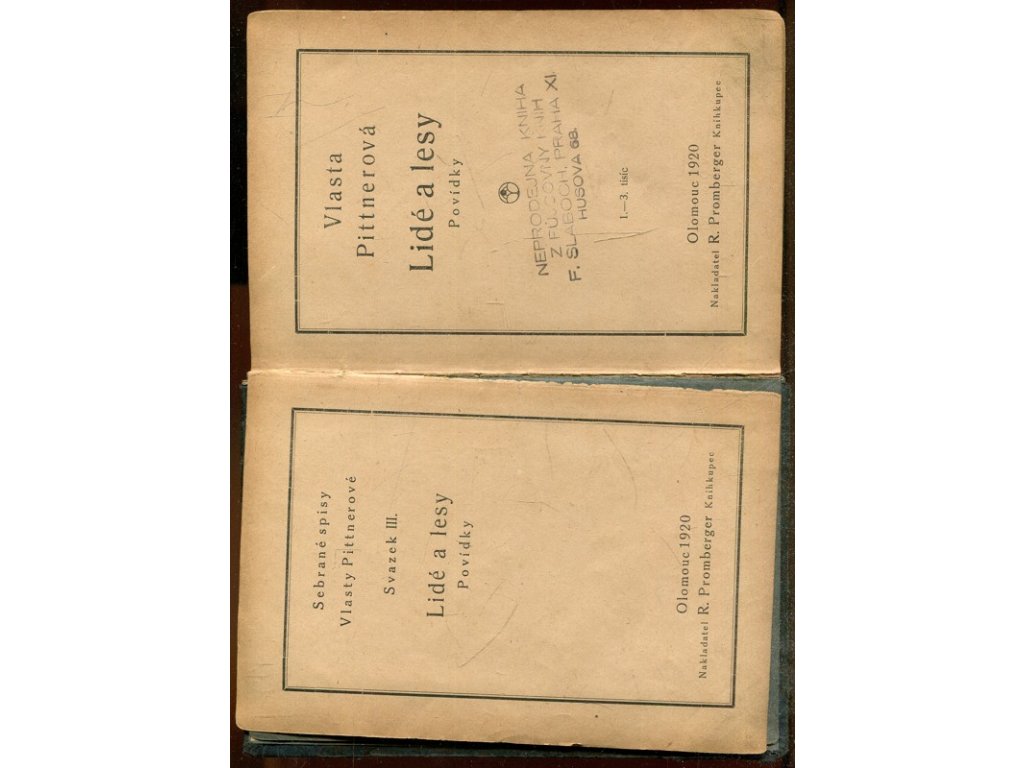 Sebrané spisy
Vlasty Pittnerové
Svazek III.
Lidé a lesy
Povídky
Olomouc 1920
Nakladatel R. Promberger Knihkupec
Vlasta
Pittnerová
Lidé a lesy
Povídky
NEPRODEJNÁ KNIHA
Z PŮJČOVNY KNIH
F. SLABOCH, PRAHA XI.
HUSOVA 68.
1.—3. tisíc
Olomouc 1920
Nakladatel R. Promberger Knihkupec